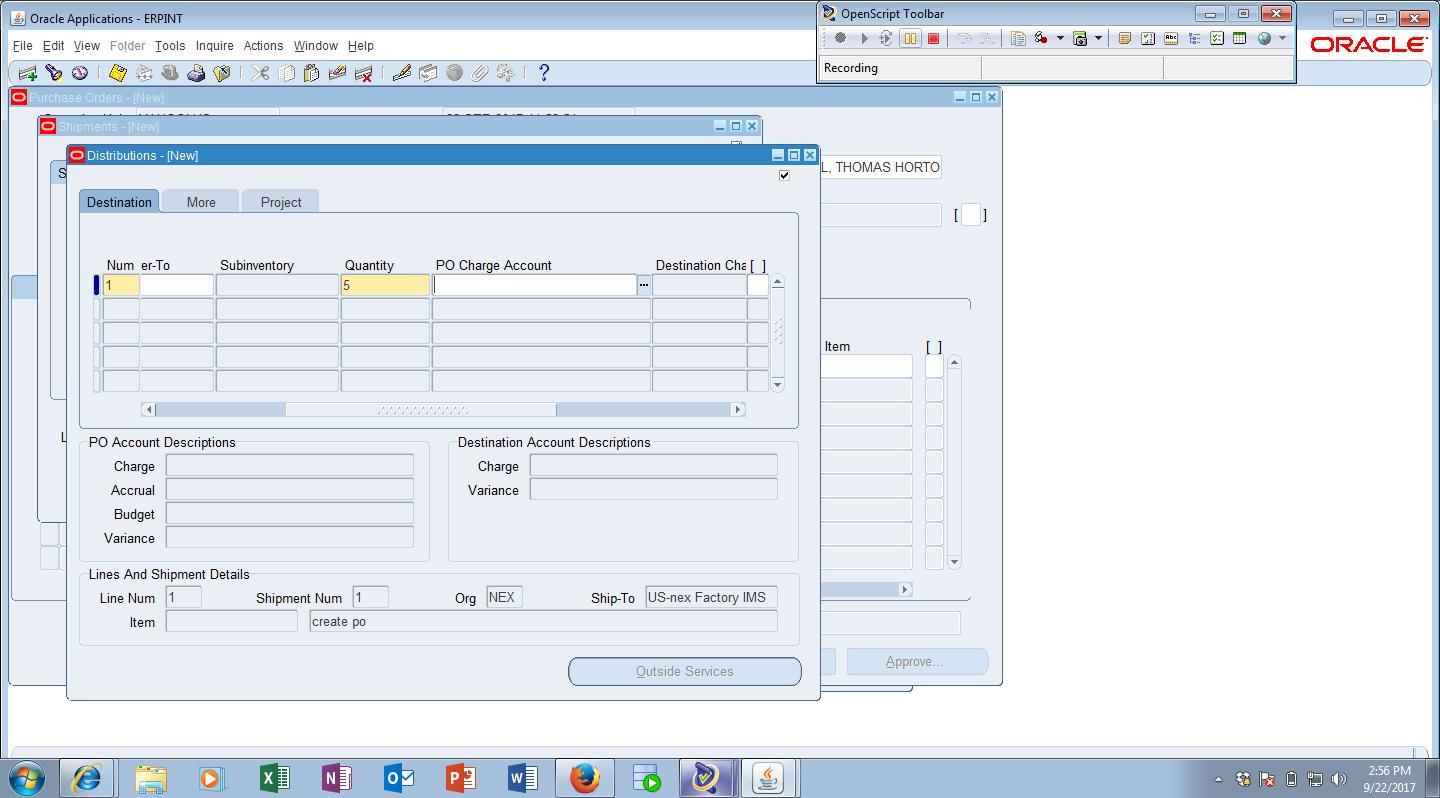 Oracle Applications - ERPINT
OpenScript Toolbar
File Edit View Folder Tools Inquire Actions Window Help
ORACLE
Recording
Purchase Orders - [New]
Shipments - [New]
Distributions - [New]
L, THOMAS HORTO
Destination More Project
[ ]
Num er-To Subinventory Quantity PO Charge Account Destination Cha [ ]
1 5
Item [ ]
PO Account Descriptions Destination Account Descriptions
Charge Charge
Accrual Variance
Budget
Variance
Lines And Shipment Details
Line Num 1 Shipment Num 1 Org NEX Ship-To US-nex Factory IMS
Item create po
Outside Services Approve...
2:56 PM
9/22/2017